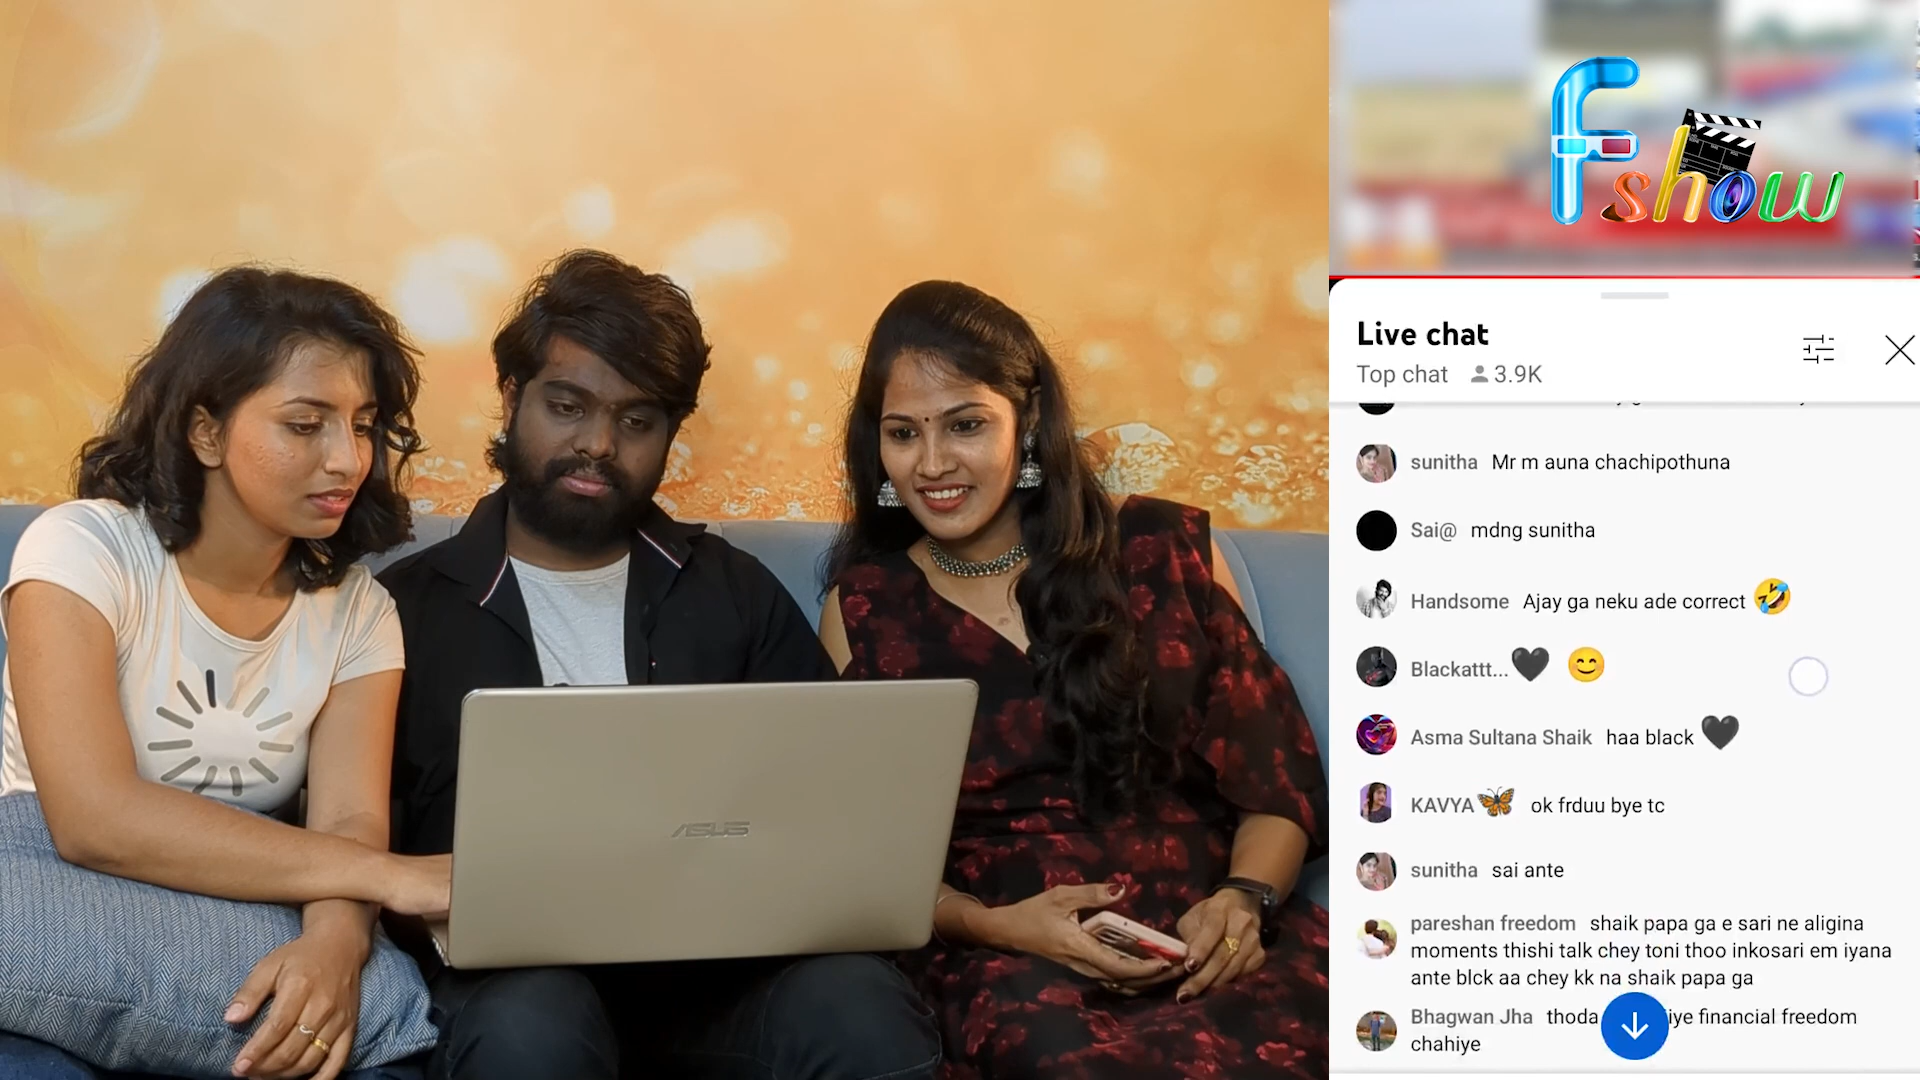 fshow
Live chat
Top chat 3.9K
sunitha Mr m auna chachipothuna
Sai@ mdng sunitha
Handsome Ajay ga neku ade correct 🤣
Blackattt...🖤 😊
Asma Sultana Shaik haa black 🖤
KAVYA🦋 ok frduu bye tc
sunitha sai ante
pareshan freedom shaik papa ga e sari ne aligina
moments thishi talk chey toni thoo inkosari em iyana
ante blck aa chey kk na shaik papa ga
Bhagwan Jha thoda financial freedom
chahiye
ASUS